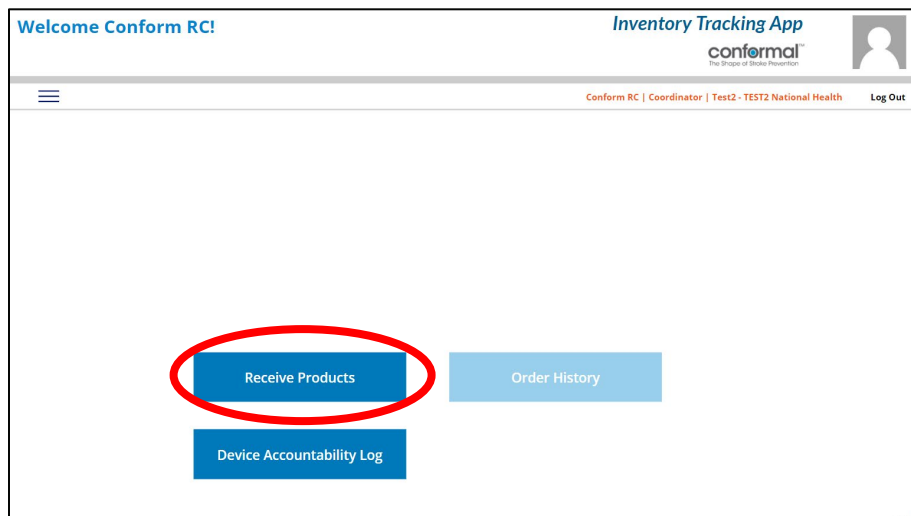 Welcome Conform RC!
Inventory Tracking App
conformal™
The Shape of Stroke Prevention
Conform RC | Coordinator | Test2 - TEST2 National Health
Log Out
Receive Products
Order History
Device Accountability Log